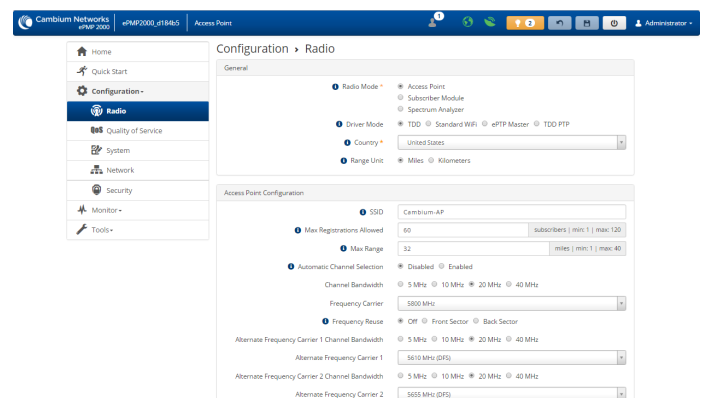 Cambium Networks
ePMP 2000
ePMP2000_d184b5
Access Point
1
2
Administrator
Home
Quick Start
Configuration
Radio
QoS Quality of Service
System
Network
Security
Monitor
Tools
Configuration › Radio
General
Radio Mode * Access Point
Subscriber Module
Spectrum Analyzer
Driver Mode TDD Standard WiFi ePTP Master TDD PTP
Country * United States
Range Unit Miles Kilometers
Access Point Configuration
SSID Cambium-AP
Max Registrations Allowed 60 subscribers | min: 1 | max: 120
Max Range 32 miles | min: 1 | max: 40
Automatic Channel Selection Disabled Enabled
Channel Bandwidth 5 MHz 10 MHz 20 MHz 40 MHz
Frequency Carrier 5800 MHz
Frequency Reuse Off Front Sector Back Sector
Alternate Frequency Carrier 1 Channel Bandwidth 5 MHz 10 MHz 20 MHz 40 MHz
Alternate Frequency Carrier 1 5610 MHz (DFS)
Alternate Frequency Carrier 2 Channel Bandwidth 5 MHz 10 MHz 20 MHz 40 MHz
Alternate Frequency Carrier 2 5655 MHz (DFS)